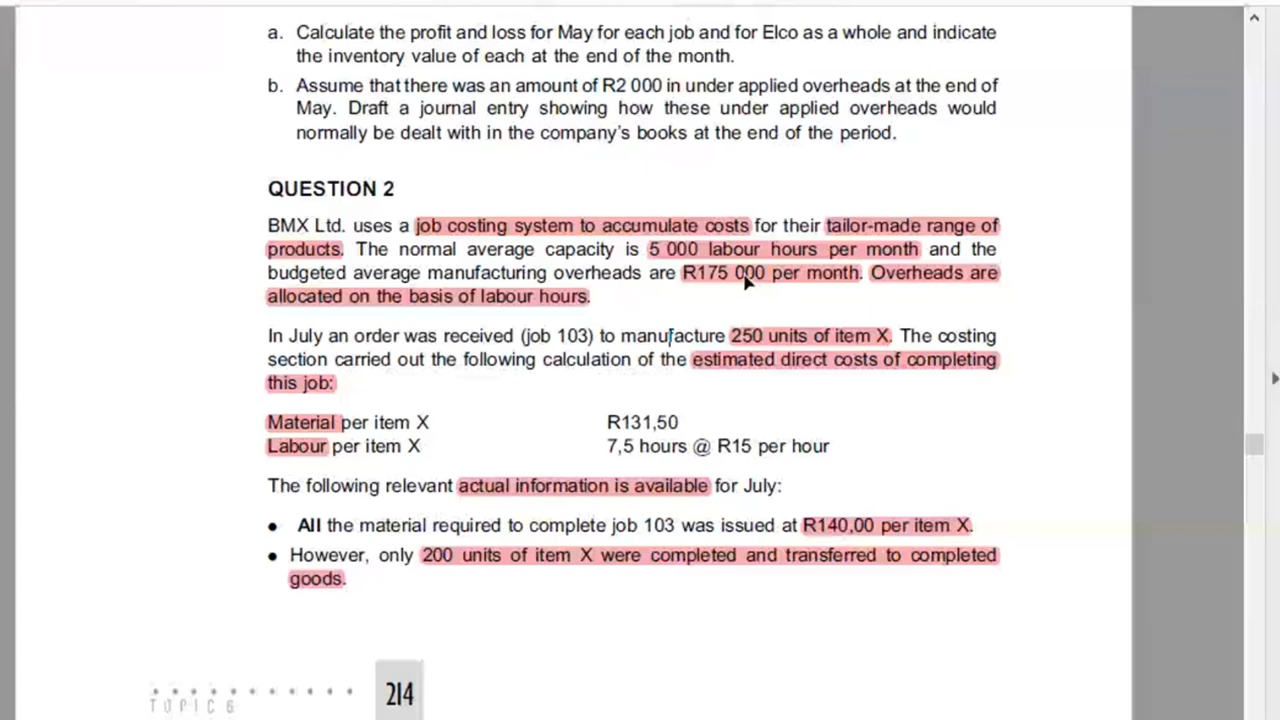 a. Calculate the profit and loss for May for each job and for Elco as a whole and indicate
the inventory value of each at the end of the month.
b. Assume that there was an amount of R2 000 in under applied overheads at the end of
May. Draft a journal entry showing how these under applied overheads would
normally be dealt with in the company's books at the end of the period.
QUESTION 2
BMX Ltd. uses a job costing system to accumulate costs for their tailor-made range of
products. The normal average capacity is 5 000 labour hours per month and the
budgeted average manufacturing overheads are R175 000 per month. Overheads are
allocated on the basis of labour hours.
In July an order was received (job 103) to manufacture 250 units of item X. The costing
section carried out the following calculation of the estimated direct costs of completing
this job:
Material per item X R131,50
Labour per item X 7,5 hours @ R15 per hour
The following relevant actual information is available for July:
• All the material required to complete job 103 was issued at R140,00 per item X.
• However, only 200 units of item X were completed and transferred to completed
goods.
TOPIC 6
214